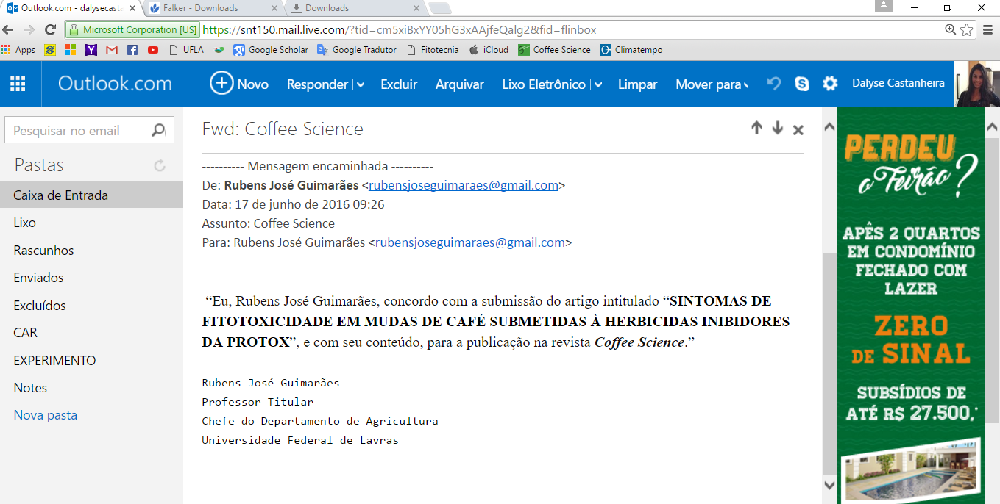 Outlook.com - dalysecasta
Falker - Downloads
Downloads
Microsoft Corporation [US] https://snt150.mail.live.com/?tid=cm5xiBxYY05hG3xAAjfeQalg2&fid=flinbox
Apps UFLA Google Scholar Google Tradutor Fitotecnia iCloud Coffee Science Climatempo
Outlook.com Novo Responder Excluir Arquivar Lixo Eletrônico Limpar Mover para Dalyse Castanheira
Pesquisar no email
Pastas
Caixa de Entrada
Lixo
Rascunhos
Enviados
Excluídos
CAR
EXPERIMENTO
Notes
Nova pasta
Fwd: Coffee Science
---------- Mensagem encaminhada ----------
De: Rubens José Guimarães <rubensjoseguimaraes@gmail.com>
Data: 17 de junho de 2016 09:26
Assunto: Coffee Science
Para: Rubens José Guimarães <rubensjoseguimaraes@gmail.com>
“Eu, Rubens José Guimarães, concordo com a submissão do artigo intitulado “SINTOMAS DE
FITOTOXICIDADE EM MUDAS DE CAFÉ SUBMETIDAS À HERBICIDAS INIBIDORES
DA PROTOX”, e com seu conteúdo, para a publicação na revista Coffee Science.”
Rubens José Guimarães
Professor Titular
Chefe do Departamento de Agricultura
Universidade Federal de Lavras
PERDEU
o Feirão?
APÊS 2 QUARTOS
EM CONDOMÍNIO
FECHADO COM
LAZER
ZERO
DE SINAL
SUBSÍDIOS DE
ATÉ R$ 27.500,*